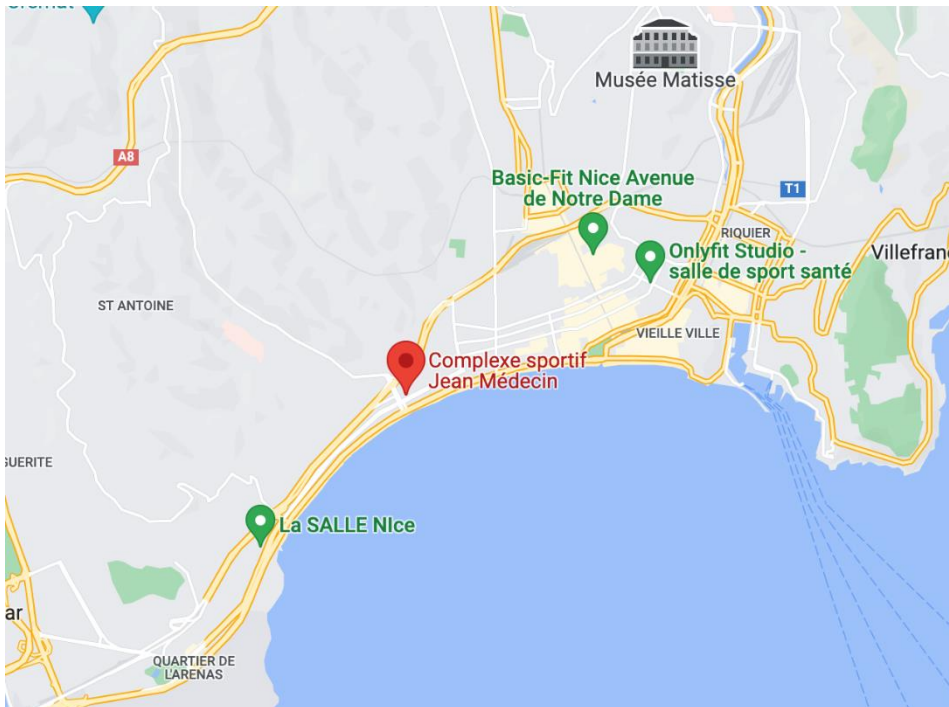 Musée Matisse
A8
Basic-Fit Nice Avenue
de Notre Dame
T1
RIQUIER
Onlyfit Studio -
salle de sport santé
Villefranc
ST ANTOINE
VIEILLE VILLE
Complexe sportif
Jean Médecin
GUERITE
La SALLE NIce
ar
QUARTIER DE
L'ARENAS